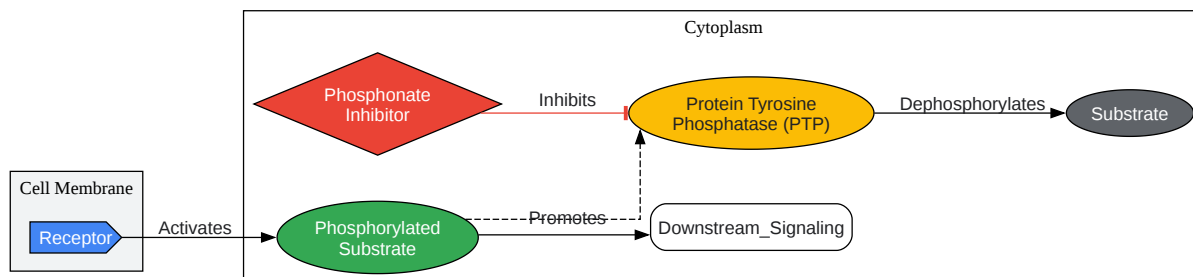 Cytoplasm
Phosphonate
Inhibitor
Inhibits
Protein Tyrosine
Phosphatase (PTP)
Dephosphorylates
Substrate
Cell Membrane
Receptor
Activates
Phosphorylated
Substrate
Promotes
Downstream_Signaling